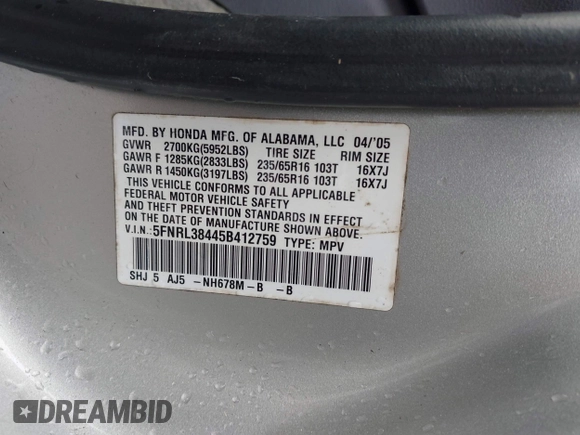 MFD. BY HONDA MFG. OF ALABAMA, LLC 04/'05
GVWR 2700KG(5952LBS) TIRE SIZE RIM SIZE
GAWR F 1285KG(2833LBS) 235/65R16 103T 16X7J
GAWR R 1450KG(3197LBS) 235/65R16 103T 16X7J
THIS VEHICLE CONFORMS TO ALL APPLICABLE
FEDERAL MOTOR VEHICLE SAFETY
AND THEFT PREVENTION STANDARDS IN EFFECT
ON THE DATE OF MANUFACTURE SHOWN ABOVE.
V.I.N.:5FNRL38445B412759 TYPE: MPV
SHJ 5 AJ5 -NH678M-B -B
DREAMBID